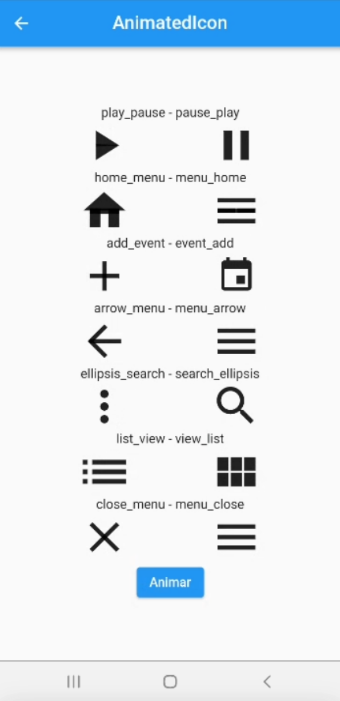 AnimatedIcon
play_pause - pause_play
home_menu - menu_home
add_event - event_add
arrow_menu - menu_arrow
ellipsis_search - search_ellipsis
list_view - view_list
close_menu - menu_close
Animar